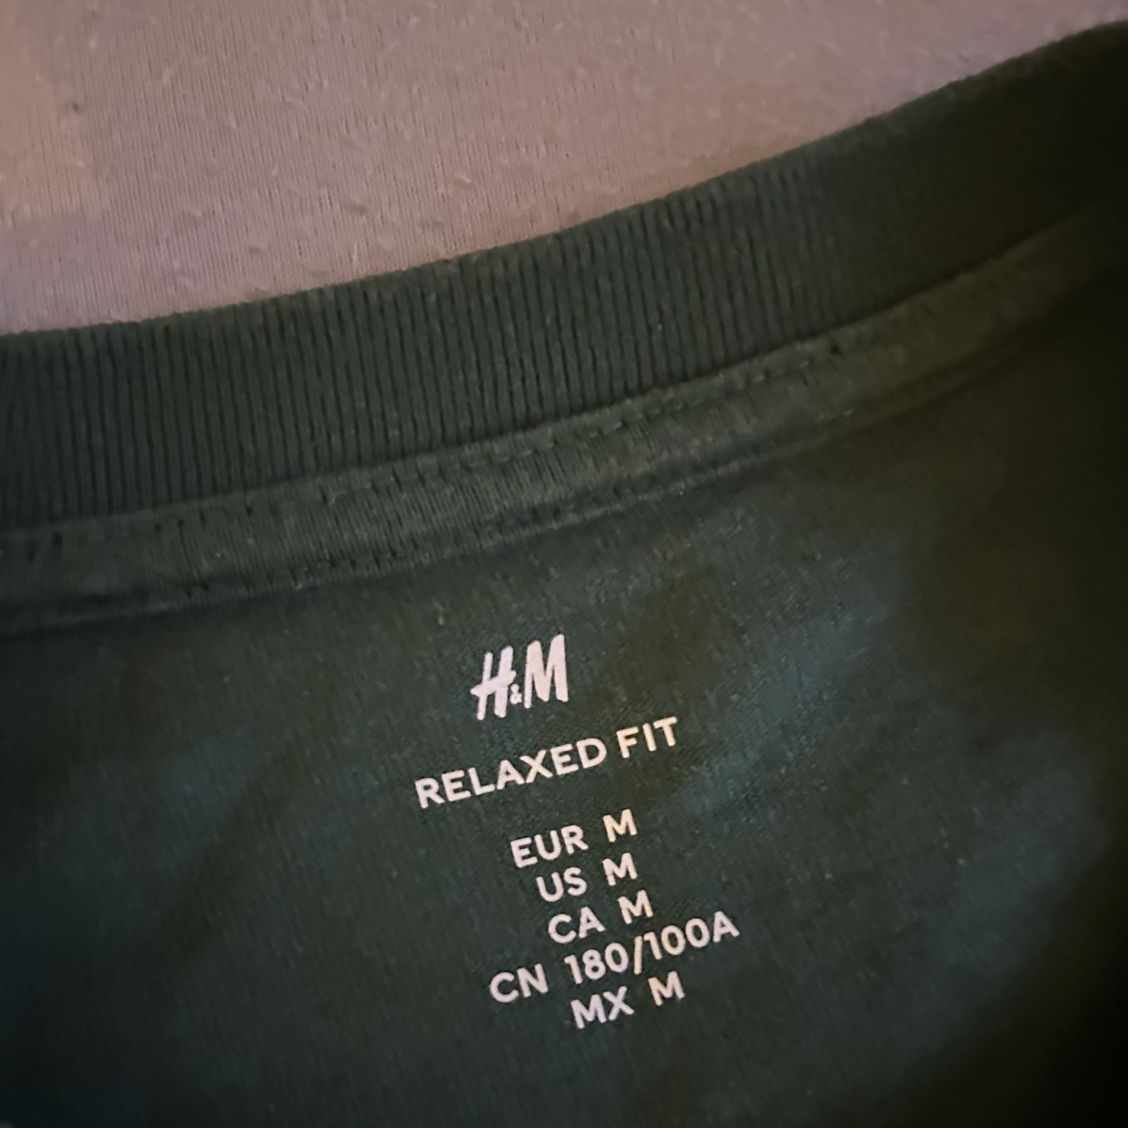 H&M
RELAXED FIT
EUR M
US M
CA M
CN 180/100A
MX M